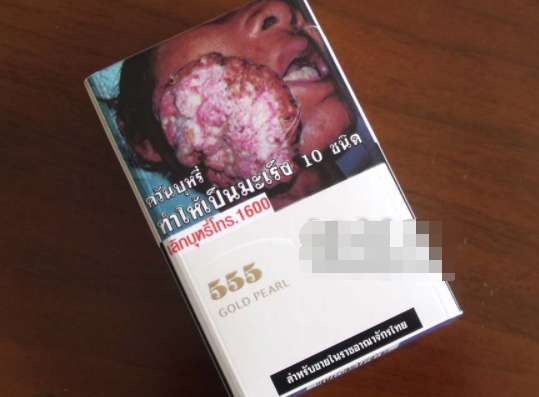 ควันบุหรี่
ทำให้เป็นมะเร็ง 10 ชนิด
เลิกบุหรี่โทร.1600
555
GOLD PEARL
สำหรับขายในราชอาณาจักรไทย